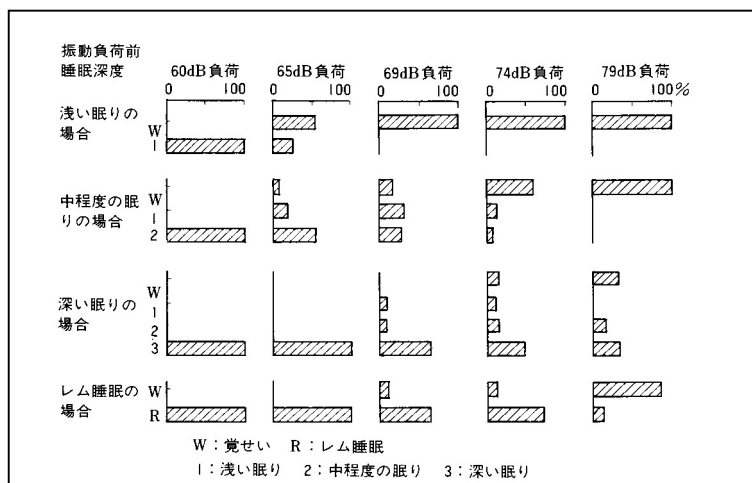 振動負荷前
睡眠深度
60dB負荷 65dB負荷 69dB負荷 74dB負荷 79dB負荷
0 100 0 100 0 100 0 100 0 100 %
浅い眠りの
場合
W
1
中程度の眠
りの場合
W
1
2
深い眠りの
場合
W
1
2
3
レム睡眠の
場合
W
R
W：覚せい R：レム睡眠
1：浅い眠り 2：中程度の眠り 3：深い眠り